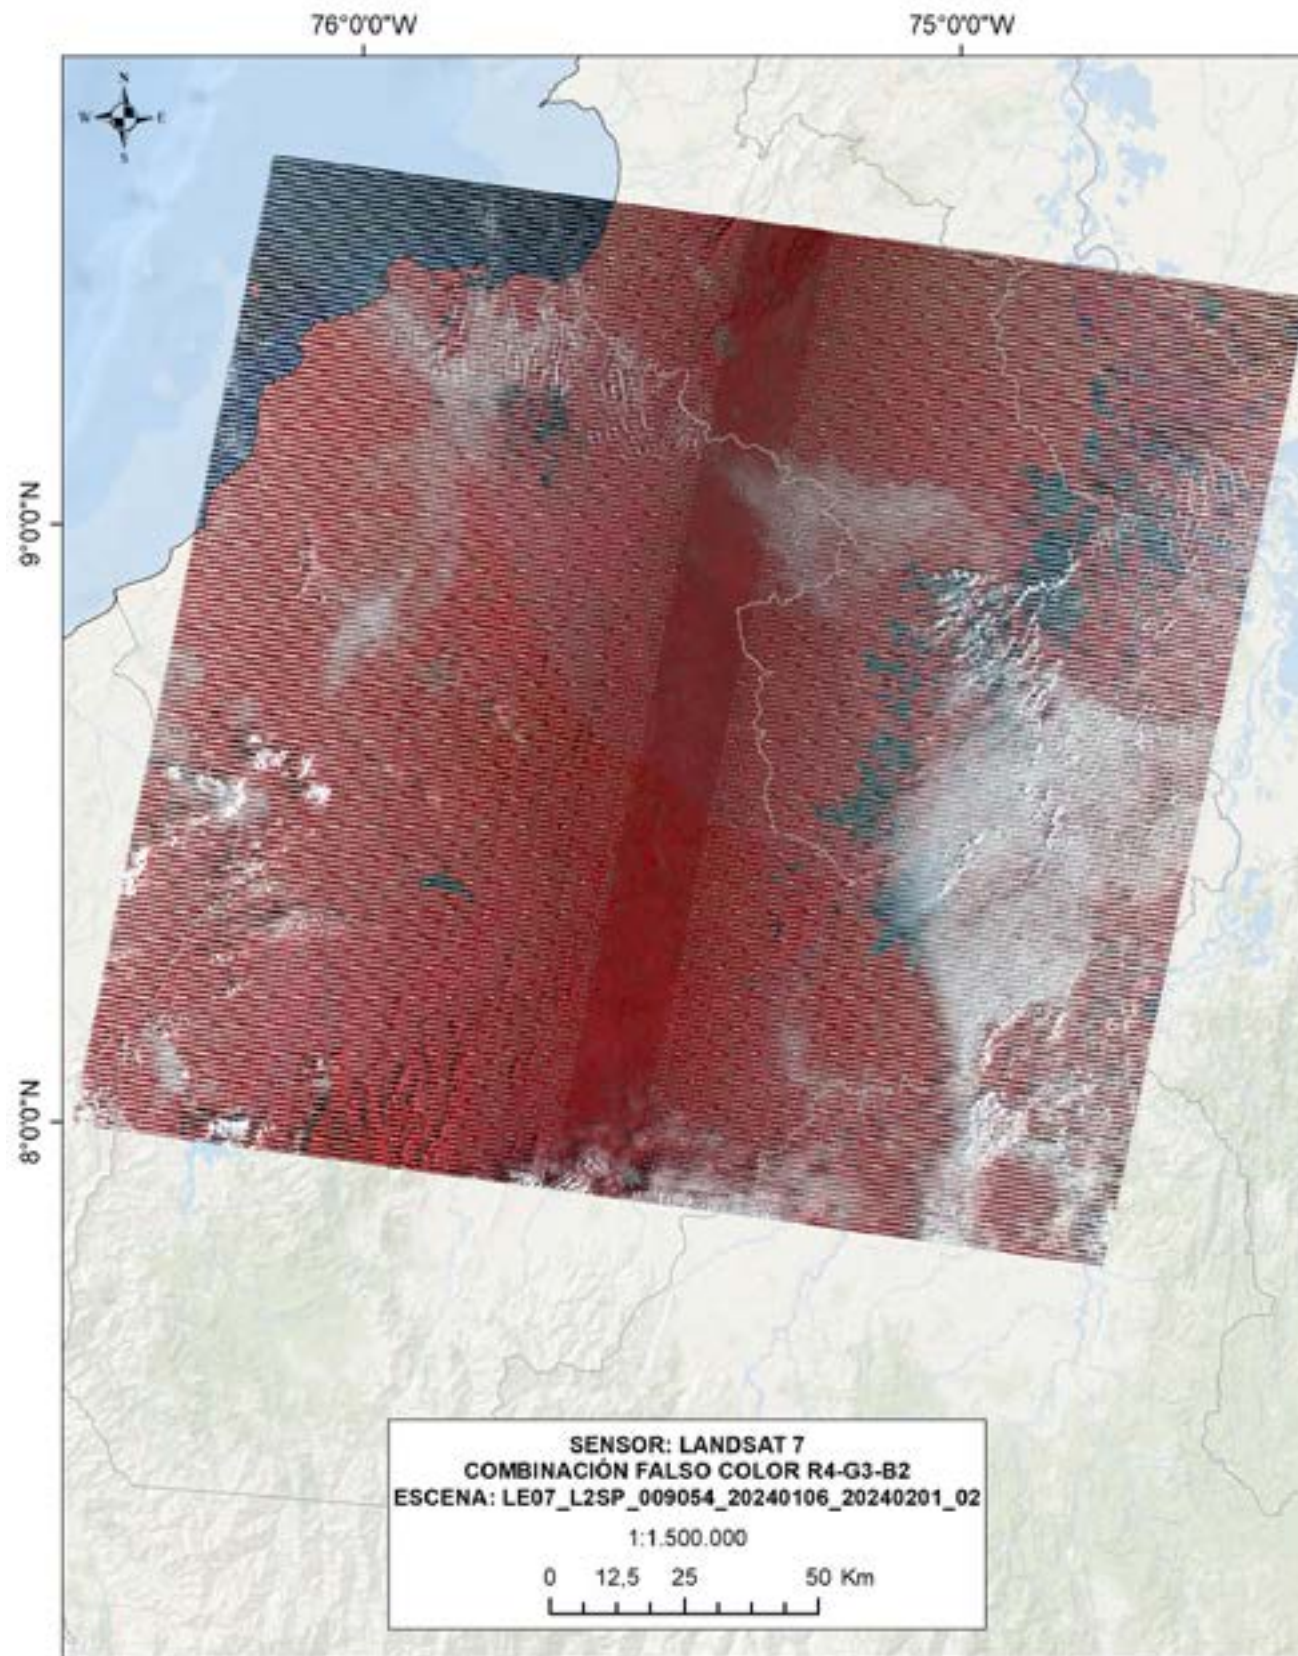 76°0'0"W 75°0'0"W
N
W E
S
9°0'0"N
8°0'0"N
SENSOR: LANDSAT 7
COMBINACIÓN FALSO COLOR R4-G3-B2
ESCENA: LE07_L2SP_009054_20240106_20240201_02
1:1.500.000
0 12,5 25 50 Km